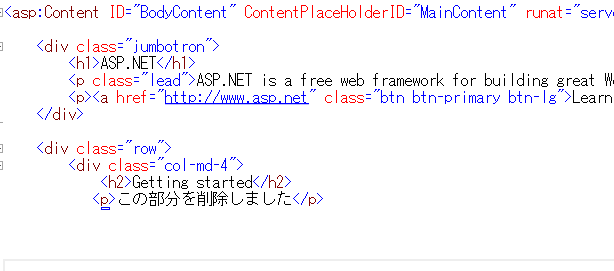 <asp:Content ID="BodyContent" ContentPlaceHolderID="MainContent" runat="serve
<div class="jumbotron">
<h1>ASP.NET</h1>
<p class="lead">ASP.NET is a free web framework for building great We
<p><a href="http://www.asp.net" class="btn btn-primary btn-lg">Learn
</div>
<div class="row">
<div class="col-md-4">
<h2>Getting started</h2>
<p>この部分を削除しました</p>